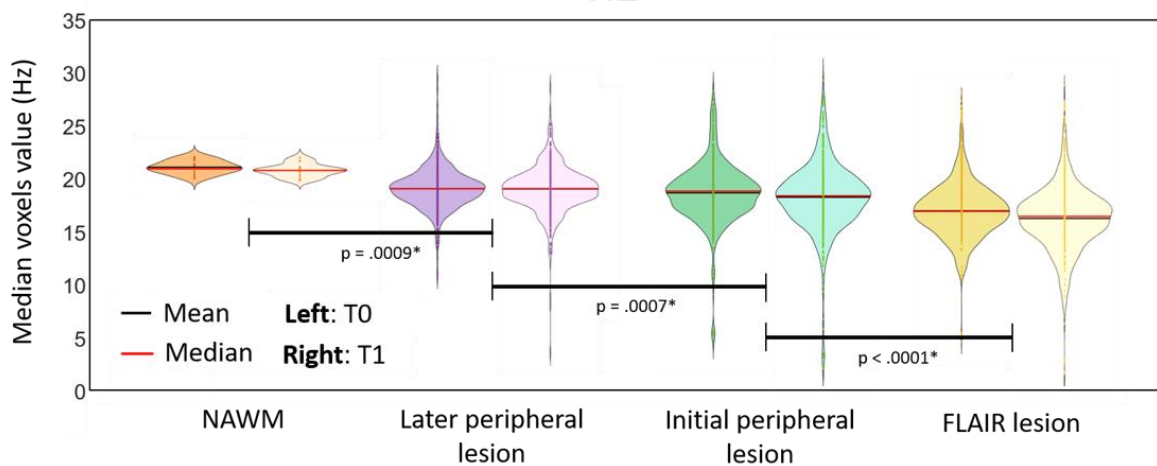 35
30
25
20
15
10
5
0
Median voxels value (Hz)
p = .0009*
p = .0007*
p < .0001*
Mean
Left: T0
Median
Right: T1
NAWM
Later peripheral
lesion
Initial peripheral
lesion
FLAIR lesion